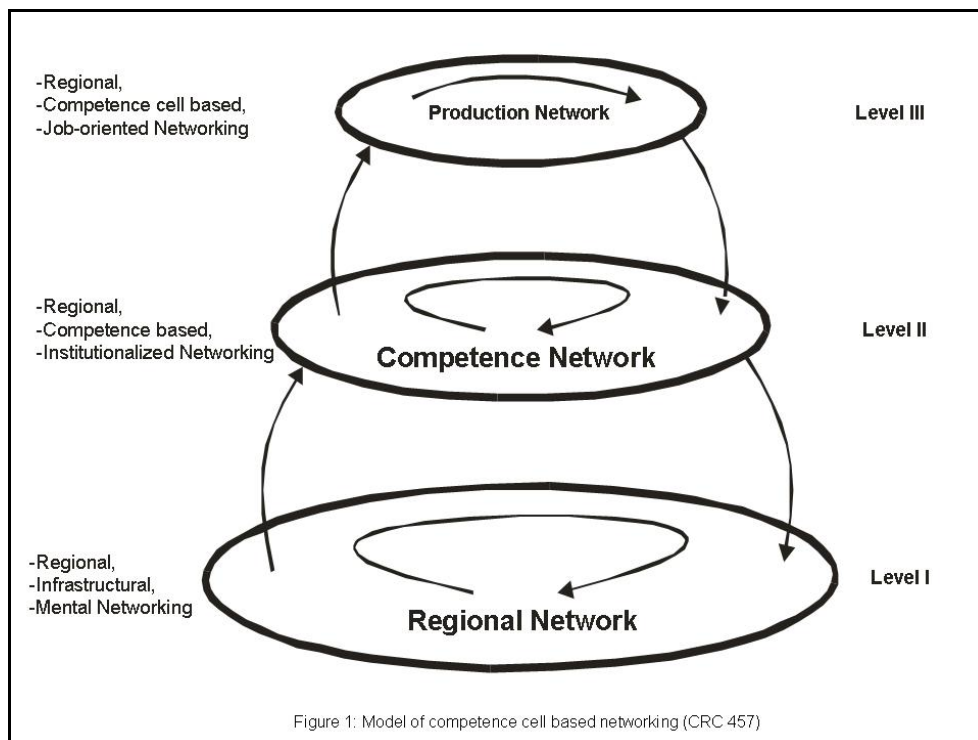 -Regional,
-Competence cell based,
-Job-oriented Networking
Production Network
Level III
-Regional,
-Competence based,
-Institutionalized Networking
Competence Network
Level II
-Regional,
-Infrastructural,
-Mental Networking
Regional Network
Level I
Figure 1: Model of competence cell based networking (CRC 457)